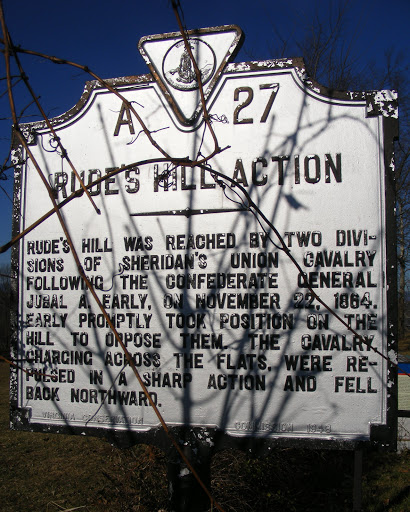 A 27
RUDE'S HILL ACTION
RUDE'S HILL WAS REACHED BY TWO DIVI-
SIONS OF SHERIDAN'S UNION CAVALRY
FOLLOWING THE CONFEDERATE GENERAL
JUBAL A. EARLY, ON NOVEMBER 22, 1864.
EARLY PROMPTLY TOOK POSITION ON THE
HILL TO OPPOSE THEM. THE CAVALRY,
CHARGING ACROSS THE FLATS, WERE RE-
PULSED IN A SHARP ACTION AND FELL
BACK NORTHWARD.
VIRGINIA CONSERVATION COMMISSION 1949